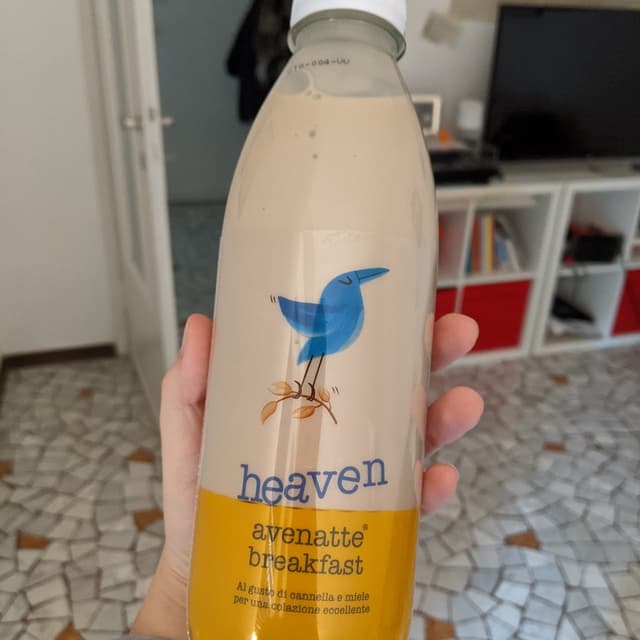 heaven
avenatte®
breakfast
Al gusto di cannella e miele
per una colazione eccellente